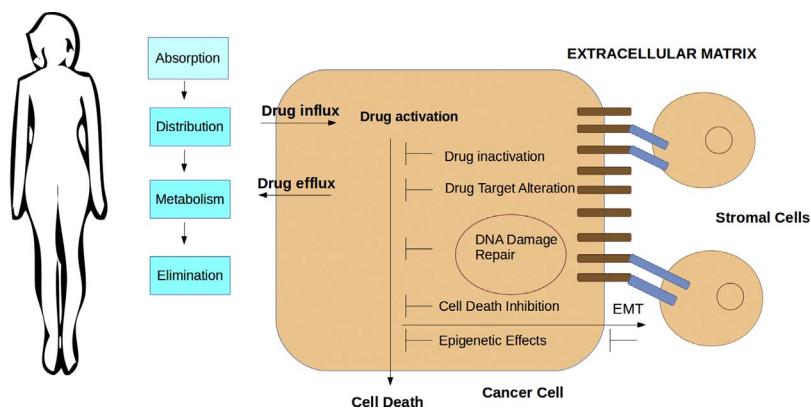 Absorption
Distribution
Metabolism
Elimination
Drug influx
Drug efflux
Drug activation
Drug inactivation
Drug Target Alteration
DNA Damage
Repair
Cell Death Inhibition
Epigenetic Effects
Cell Death
Cancer Cell
EMT
EXTRACELLULAR MATRIX
Stromal Cells